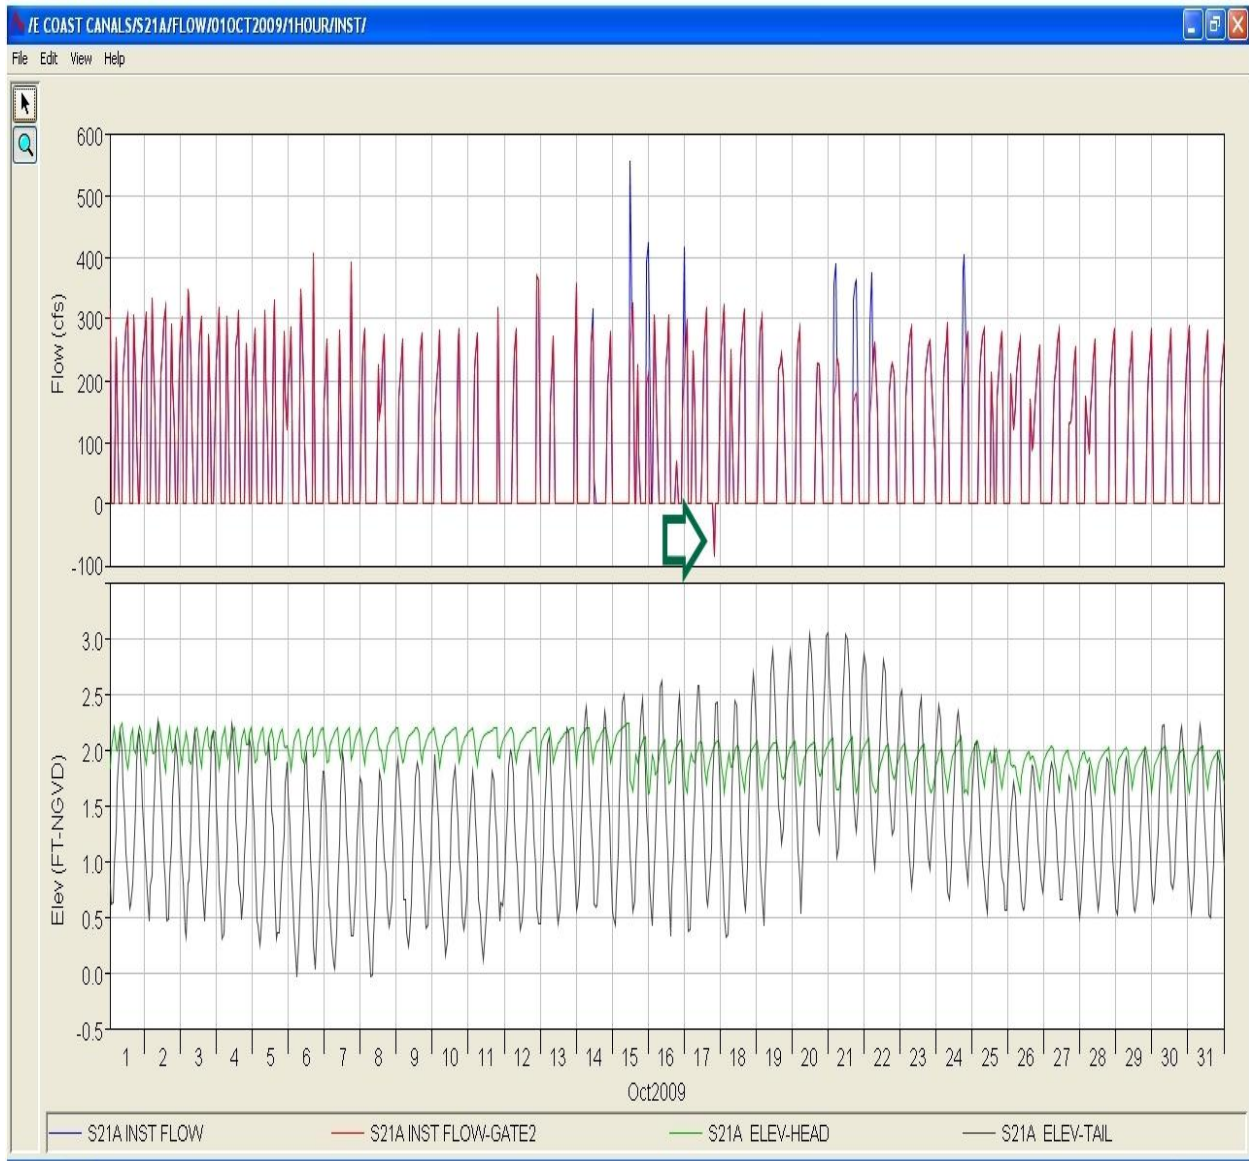 /E COAST CANALS/S21A/FLOW/01OCT2009/1HOUR/INST/
File Edit View Help
600
500
400
300
200
100
0
-100
Flow (cfs)
3.0
2.5
2.0
1.5
1.0
0.5
0.0
-0.5
Elev (FT-NGVD)
1 2 3 4 5 6 7 8 9 10 11 12 13 14 15 16 17 18 19 20 21 22 23 24 25 26 27 28 29 30 31
Oct2009
S21A INST FLOW S21A INST FLOW-GATE2 S21A ELEV-HEAD S21A ELEV-TAIL